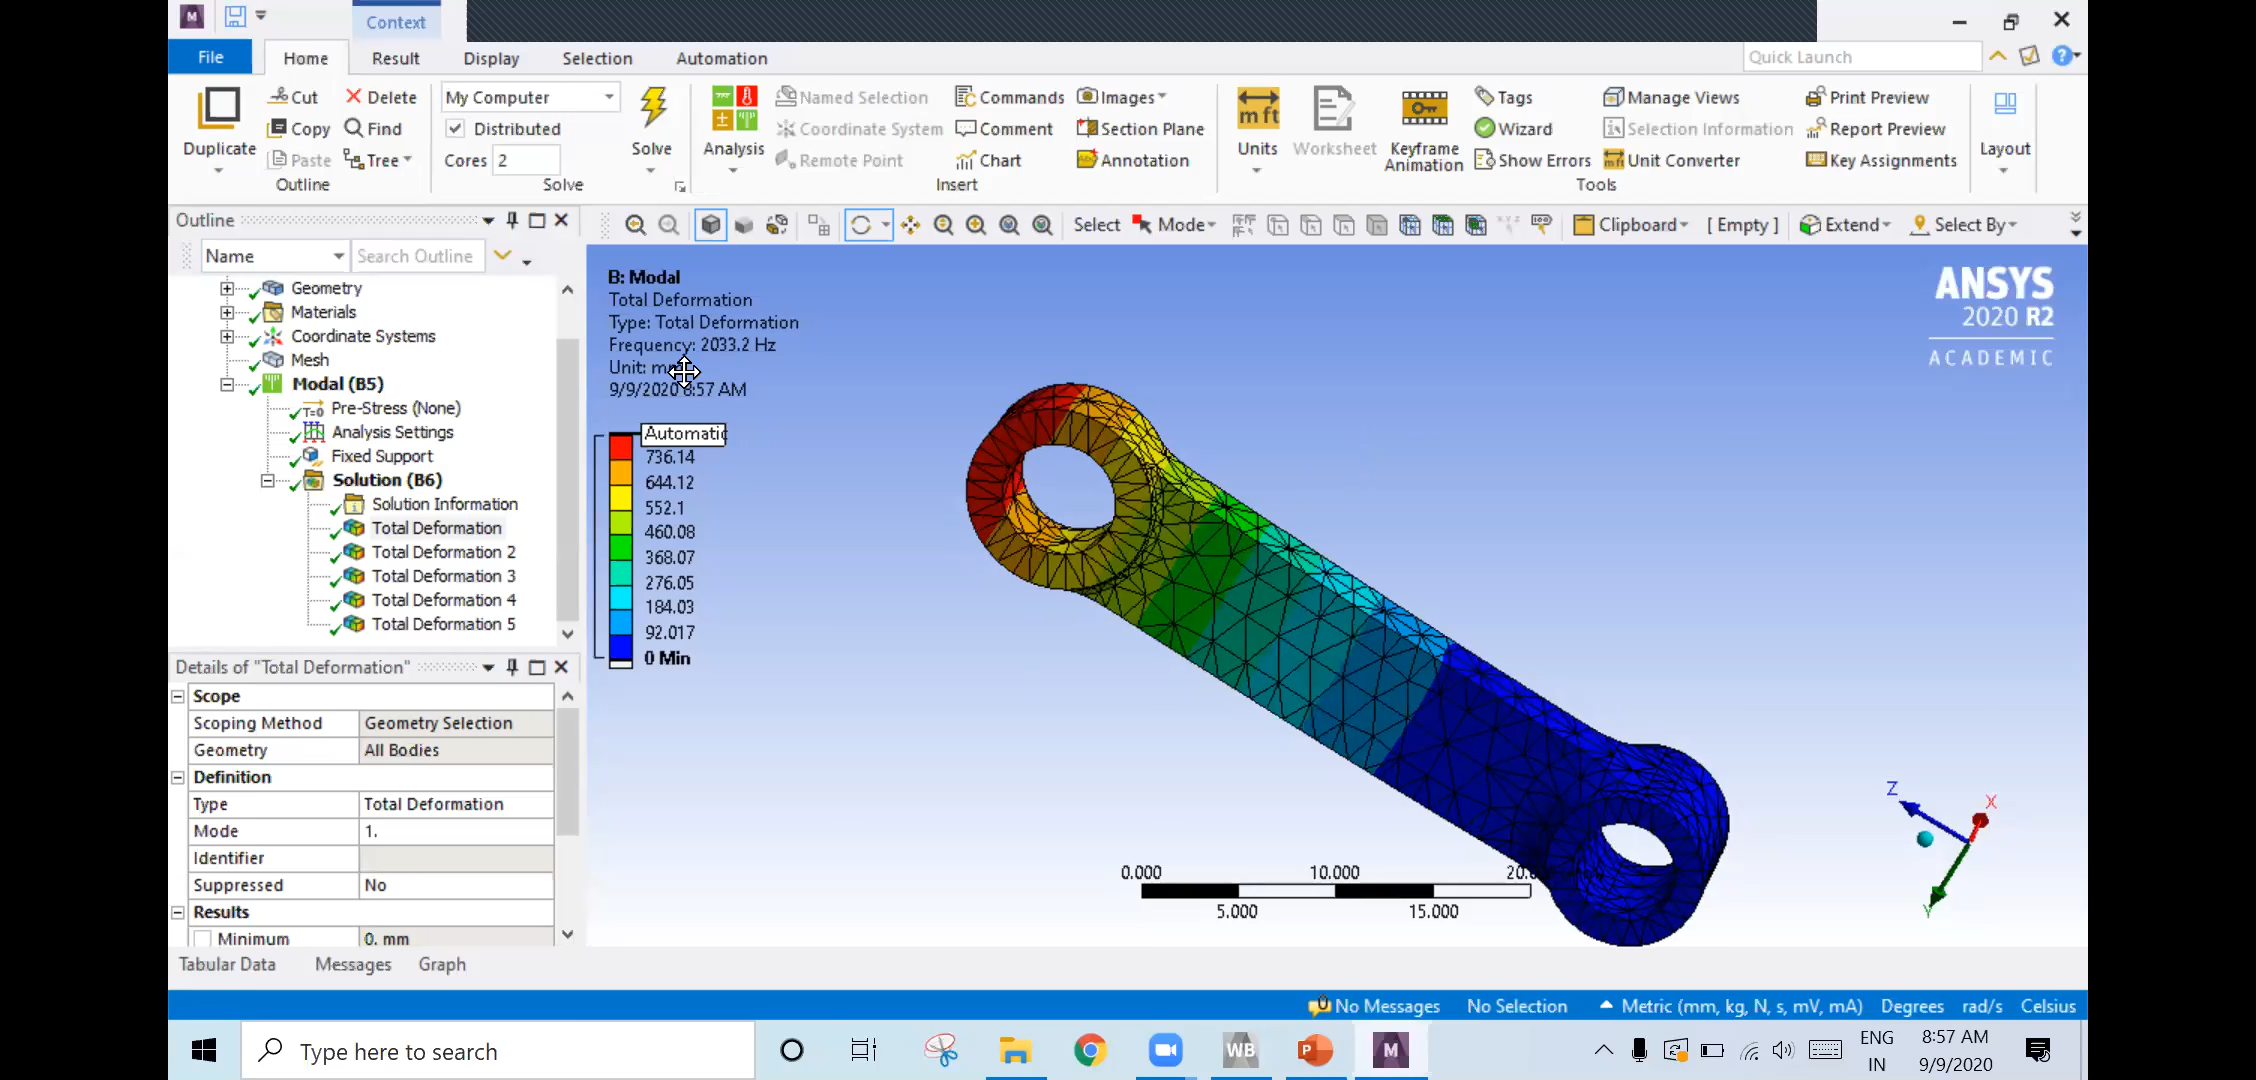 M
Context
File Home Result Display Selection Automation
Quick Launch
Duplicate
Cut
Copy
Paste
Delete
Find
Tree
Outline
My Computer
Distributed
Cores 2
Solve
Solve
Analysis
Named Selection
Coordinate System
Remote Point
Commands
Comment
Chart
Images
Section Plane
Annotation
Insert
Units
Worksheet
Keyframe
Animation
Tags
Wizard
Show Errors
Manage Views
Selection Information
Unit Converter
Print Preview
Report Preview
Key Assignments
Tools
Layout
Outline
Name Search Outline
Select Mode Clipboard [ Empty ] Extend Select By
Geometry
Materials
Coordinate Systems
Mesh
Modal (B5)
T=0 Pre-Stress (None)
Analysis Settings
Fixed Support
Solution (B6)
Solution Information
Total Deformation
Total Deformation 2
Total Deformation 3
Total Deformation 4
Total Deformation 5
B: Modal
Total Deformation
Type: Total Deformation
Frequency: 2033.2 Hz
Unit:
9/9/2020 8:57 AM
Automatic
736.14
644.12
552.1
460.08
368.07
276.05
184.03
92.017
0 Min
ANSYS
2020 R2
ACADEMIC
Z
X
Y
0.000 10.000
5.000 15.000
Details of "Total Deformation"
Scope
Scoping Method Geometry Selection
Geometry All Bodies
Definition
Type Total Deformation
Mode 1.
Identifier
Suppressed No
Results
Minimum 0. mm
Tabular Data Messages Graph
No Messages No Selection Metric (mm, kg, N, s, mV, mA) Degrees rad/s Celsius
Type here to search
WB
P
M
ENG
IN
8:57 AM
9/9/2020